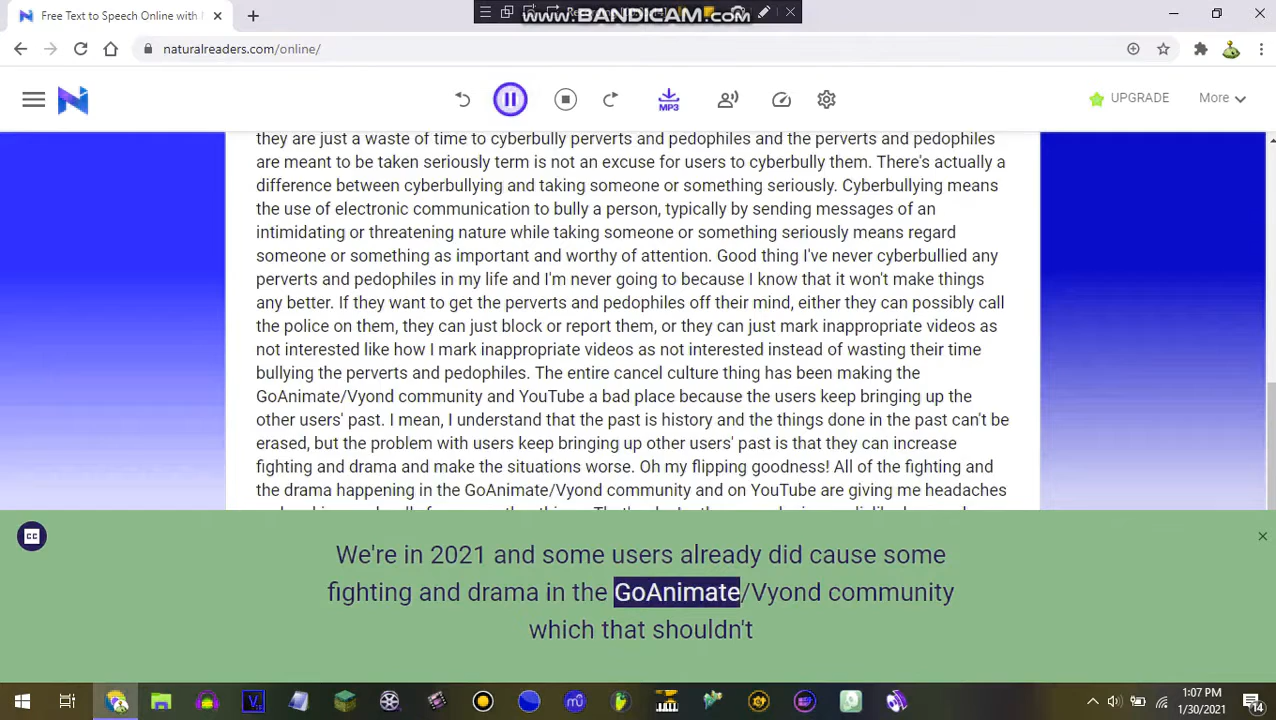 Free Text to Speech Online with
www.BANDICAM.com
naturalreaders.com/online/
MP3
UPGRADE
More
they are just a waste of time to cyberbully perverts and pedophiles and the perverts and pedophiles
are meant to be taken seriously term is not an excuse for users to cyberbully them. There's actually a
difference between cyberbullying and taking someone or something seriously. Cyberbullying means
the use of electronic communication to bully a person, typically by sending messages of an
intimidating or threatening nature while taking someone or something seriously means regard
someone or something as important and worthy of attention. Good thing I've never cyberbullied any
perverts and pedophiles in my life and I'm never going to because I know that it won't make things
any better. If they want to get the perverts and pedophiles off their mind, either they can possibly call
the police on them, they can just block or report them, or they can just mark inappropriate videos as
not interested like how I mark inappropriate videos as not interested instead of wasting their time
bullying the perverts and pedophiles. The entire cancel culture thing has been making the
GoAnimate/Vyond community and YouTube a bad place because the users keep bringing up the
other users' past. I mean, I understand that the past is history and the things done in the past can't be
erased, but the problem with users keep bringing up other users' past is that they can increase
fighting and drama and make the situations worse. Oh my flipping goodness! All of the fighting and
the drama happening in the GoAnimate/Vyond community and on YouTube are giving me headaches
CC
We're in 2021 and some users already did cause some
fighting and drama in the GoAnimate/Vyond community
which that shouldn't
1:07 PM
1/30/2021
14